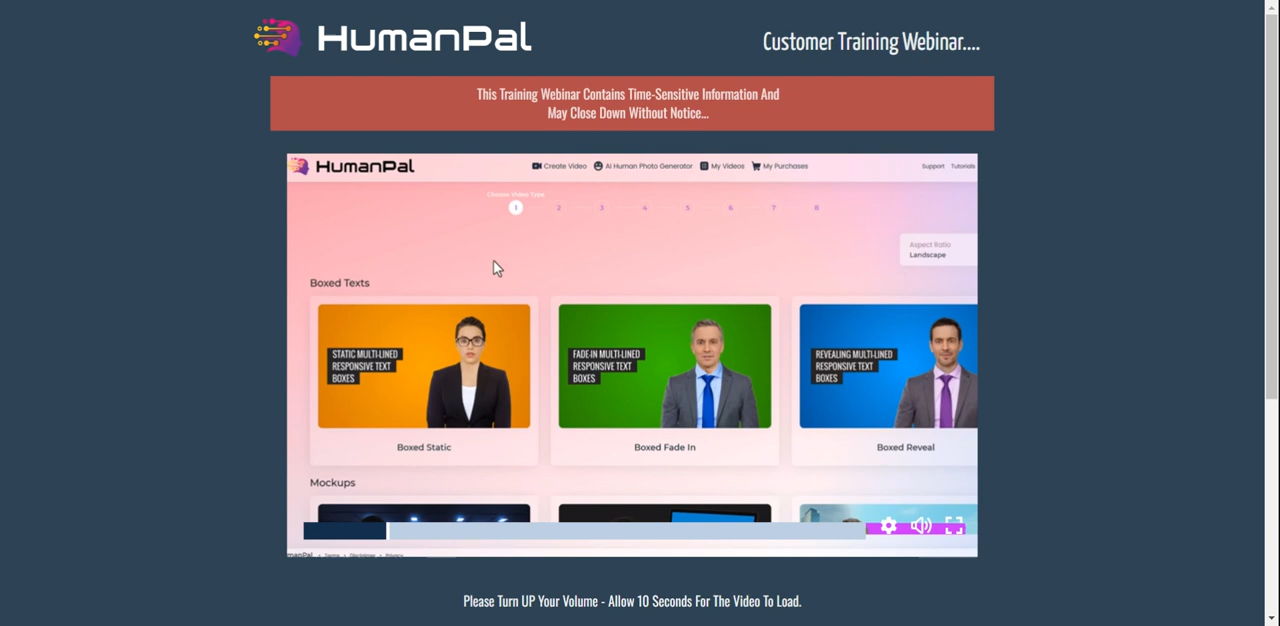 HumanPal
Customer Training Webinar....
This Training Webinar Contains Time-Sensitive Information And
May Close Down Without Notice...
HumanPal
Create Video
AI Human Photo Generator
My Videos
My Purchases
Support
Tutorials
Choose Video Type
1 2 3 4 5 6 7 8
Aspect Ratio
Landscape
Boxed Texts
STATIC MULTI-LINED
RESPONSIVE TEXT
BOXES
FADE-IN MULTI-LINED
RESPONSIVE TEXT
BOXES
REVEALING MULTI-LINED
RESPONSIVE TEXT
BOXES
Boxed Static
Boxed Fade In
Boxed Reveal
Mockups
manPal • Terms • Disclaimer • Privacy
Please Turn UP Your Volume - Allow 10 Seconds For The Video To Load.